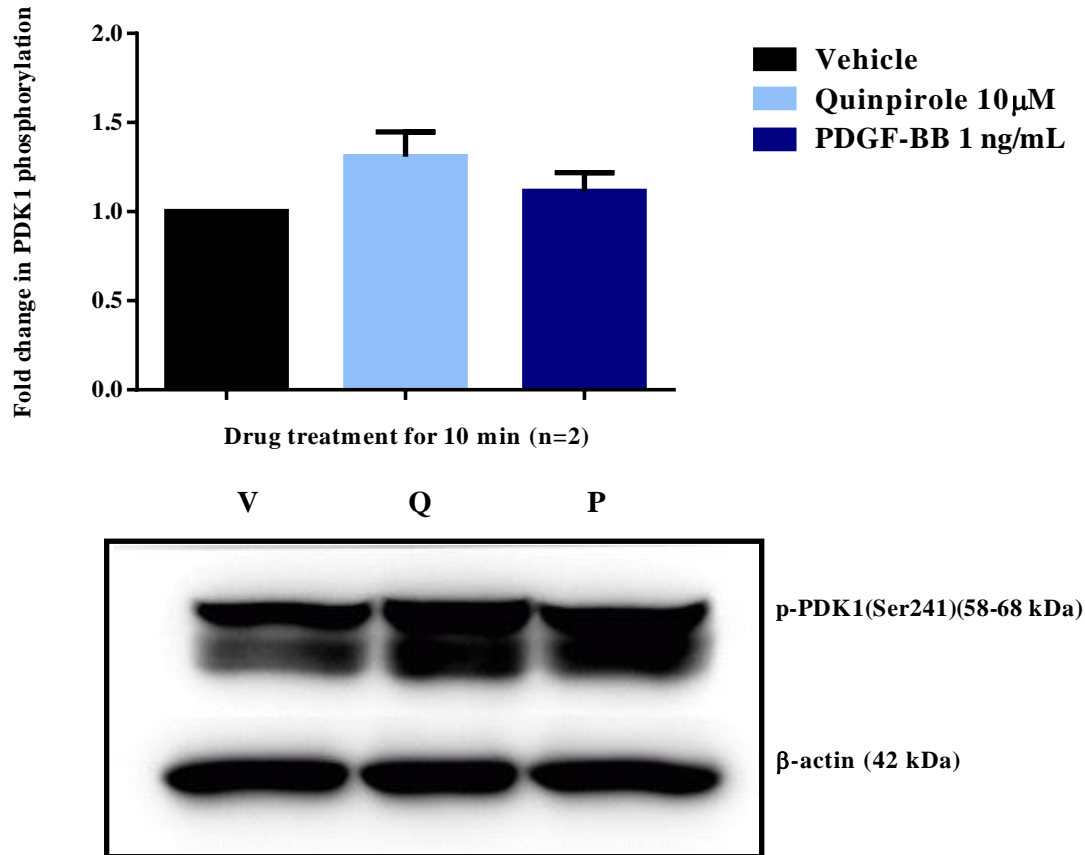 Fold change in PDK1 phosphorylation
2.0
1.5
1.0
0.5
0.0
Vehicle
Quinpirole 10μM
PDGF-BB 1 ng/mL
Drug treatment for 10 min (n=2)
V Q P
p-PDK1(Ser241)(58-68 kDa)
β-actin (42 kDa)